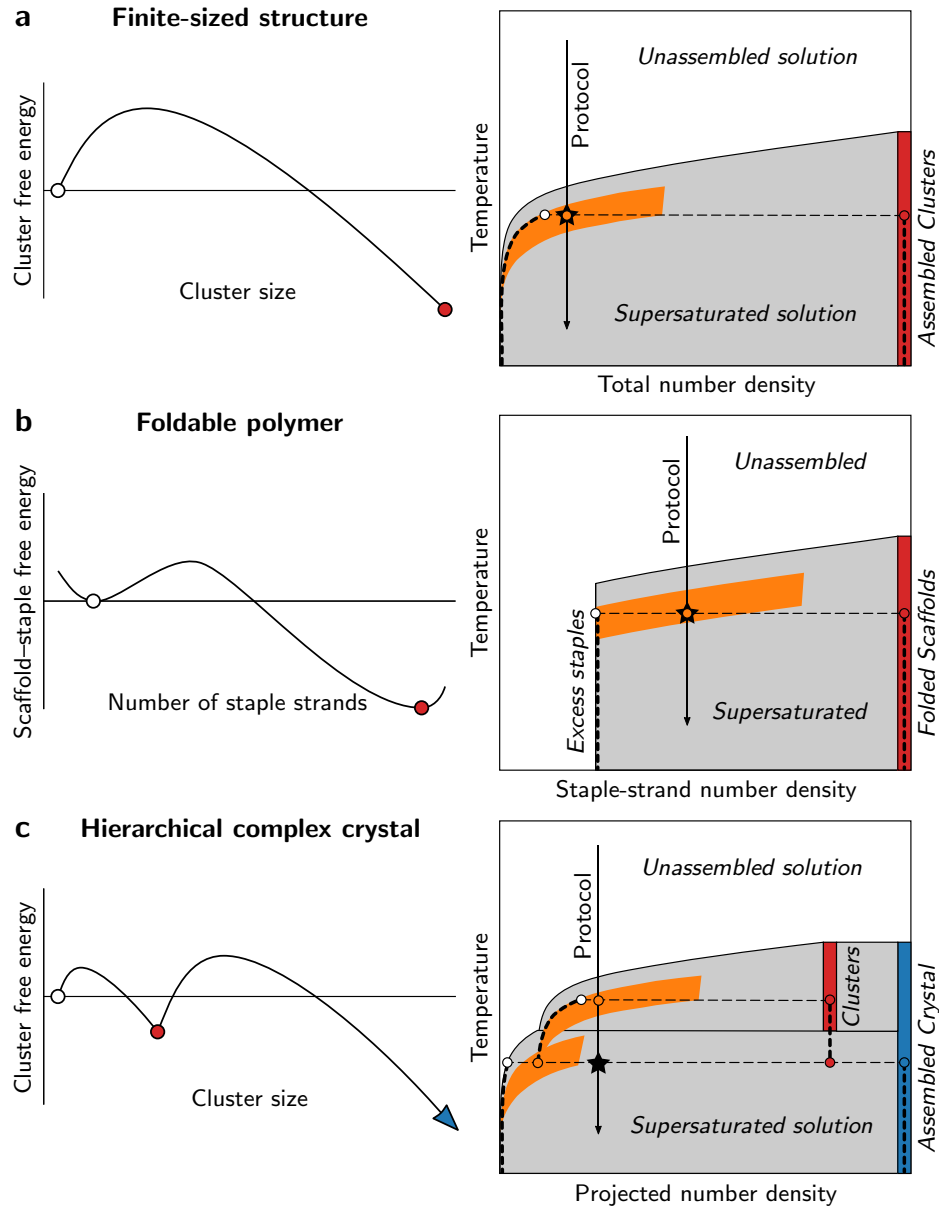 a
Finite-sized structure
Cluster free energy
Cluster size
Temperature
Unassembled solution
Protocol
Supersaturated solution
Assembled Clusters
Total number density
b
Foldable polymer
Scaffold–staple free energy
Number of staple strands
Temperature
Unassembled
Protocol
Excess staples
Supersaturated
Folded Scaffolds
Staple-strand number density
c
Hierarchical complex crystal
Cluster free energy
Cluster size
Temperature
Unassembled solution
Protocol
Clusters
Supersaturated solution
Assembled Crystal
Projected number density